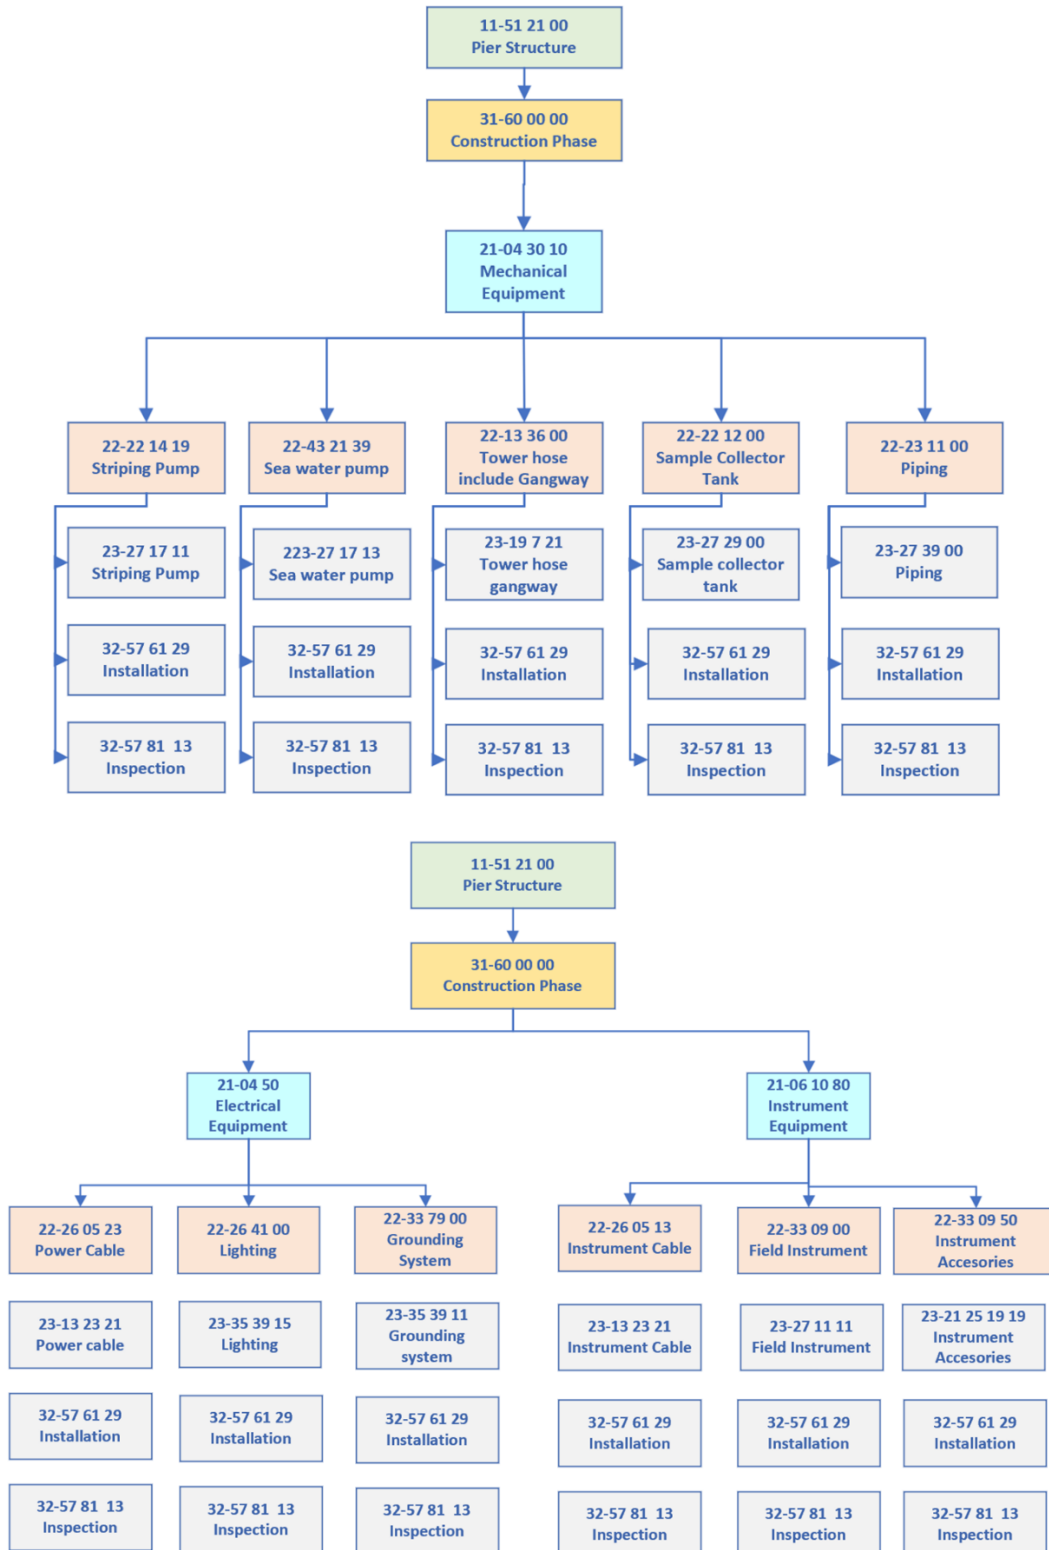 11-51 21 00
Pier Structure
31-60 00 00
Construction Phase
21-04 30 10
Mechanical
Equipment
22-22 14 19
Striping Pump
22-43 21 39
Sea water pump
22-13 36 00
Tower hose
include Gangway
22-22 12 00
Sample Collector
Tank
22-23 11 00
Piping
23-27 17 11
Striping Pump
223-27 17 13
Sea water pump
23-19 7 21
Tower hose
gangway
23-27 29 00
Sample collector
tank
23-27 39 00
Piping
32-57 61 29
Installation
32-57 61 29
Installation
32-57 61 29
Installation
32-57 61 29
Installation
32-57 61 29
Installation
32-57 81  13
Inspection
32-57 81  13
Inspection
32-57 81  13
Inspection
32-57 81  13
Inspection
32-57 81  13
Inspection
11-51 21 00
Pier Structure
31-60 00 00
Construction Phase
21-04 50
Electrical
Equipment
21-06 10 80
Instrument
Equipment
22-26 05 23
Power Cable
22-26 41 00
Lighting
22-33 79 00
Grounding
System
22-26 05 13
Instrument Cable
22-33 09 00
Field Instrument
22-33 09 50
Instrument
Accesories
23-13 23 21
Power cable
23-35 39 15
Lighting
23-35 39 11
Grounding
system
23-13 23 21
Instrument Cable
23-27 11 11
Field Instrument
23-21 25 19 19
Instrument
Accesories
32-57 61 29
Installation
32-57 61 29
Installation
32-57 61 29
Installation
32-57 61 29
Installation
32-57 61 29
Installation
32-57 61 29
Installation
32-57 81  13
Inspection
32-57 81  13
Inspection
32-57 81  13
Inspection
32-57 81  13
Inspection
32-57 81  13
Inspection
32-57 81  13
Inspection